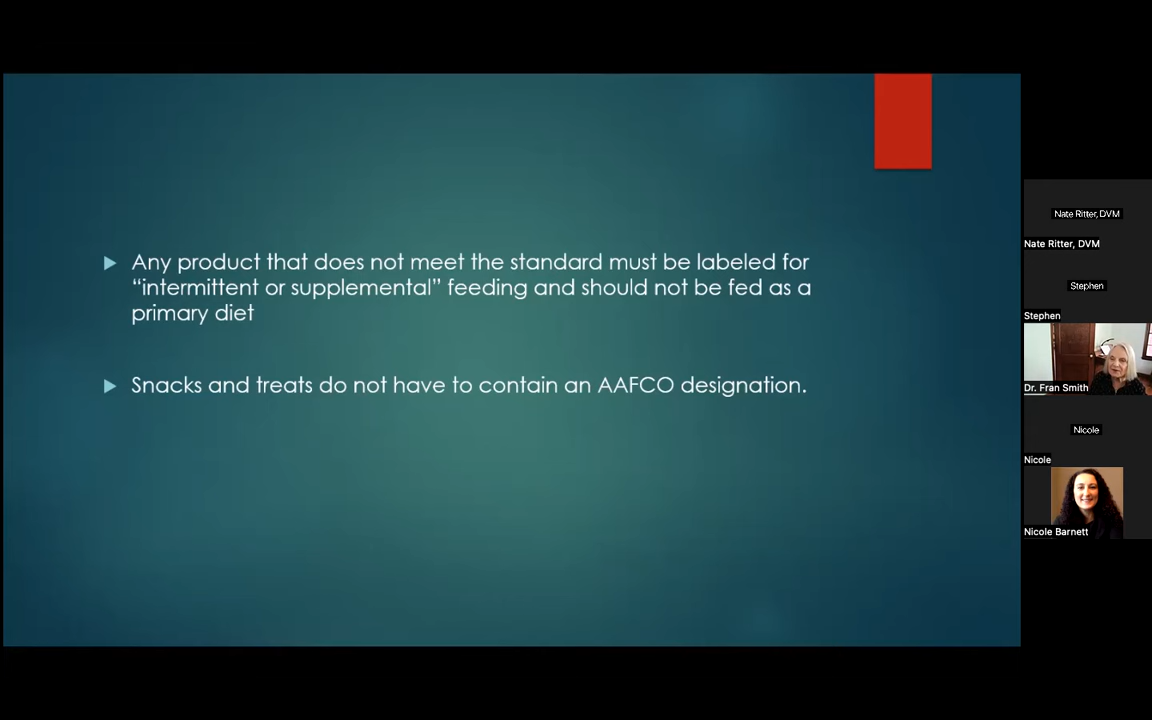 Any product that does not meet the standard must be labeled for
“intermittent or supplemental” feeding and should not be fed as a
primary diet
Snacks and treats do not have to contain an AAFCO designation.
Nate Ritter, DVM
Nate Ritter, DVM
Stephen
Stephen
Dr. Fran Smith
Nicole
Nicole
Nicole Barnett